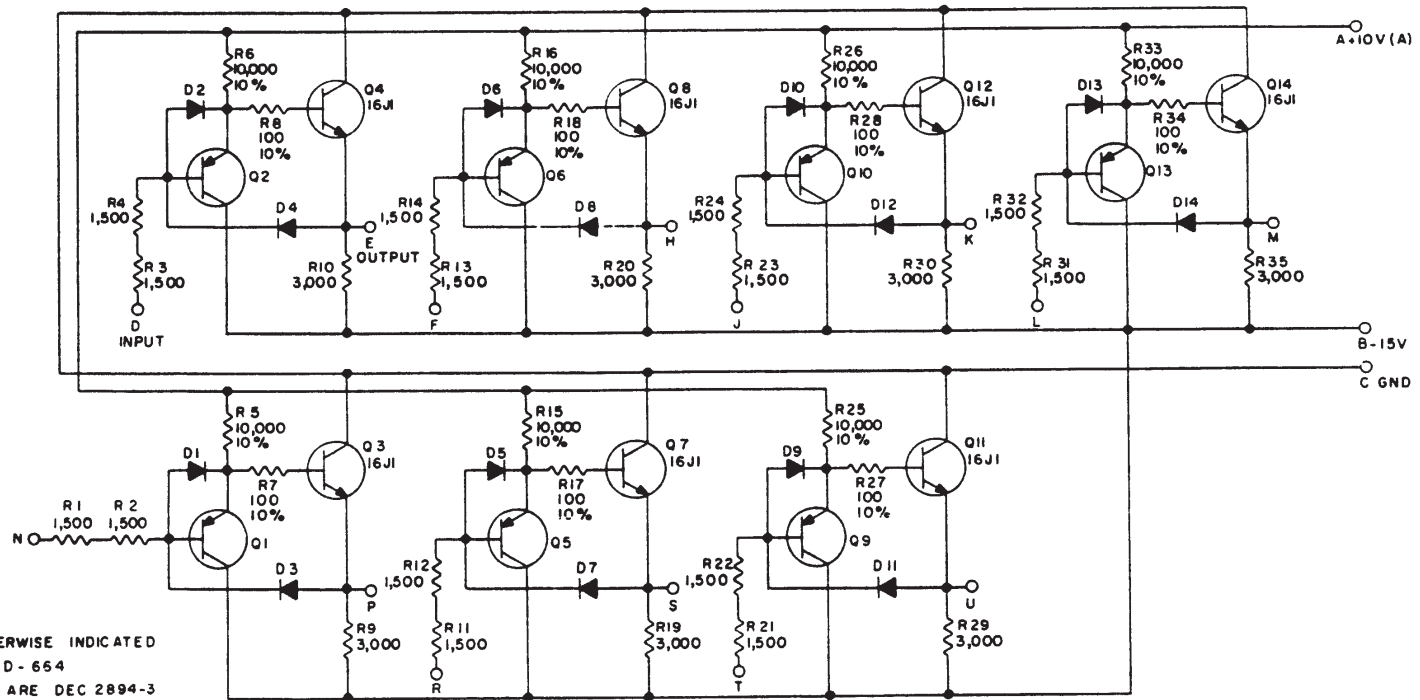 A+10V(A)
R6
10,000
10%
D2
Q4
16J1
R8
100
10%
Q2
R4
1,500
D4
E
OUTPUT
R3
1,500
R10
3,000
D
INPUT
R16
10,000
10%
D6
Q8
16J1
R18
100
10%
Q6
R14
1,500
D8
H
R13
1,500
R20
3,000
F
R26
10,000
10%
D10
Q12
16J1
R28
100
10%
Q10
R24
1,500
D12
K
R23
1,500
R30
3,000
J
R33
10,000
10%
D13
Q14
16J1
R34
100
10%
Q13
R32
1,500
D14
M
R31
1,500
R35
3,000
L
B-15V
C GND
R5
10,000
10%
D1
Q3
16J1
R7
100
10%
R1
1,500
R2
1,500
N
Q1
D3
P
R9
3,000
R15
10,000
10%
D5
Q7
16J1
R17
100
10%
Q5
R12
1,500
D7
S
R11
1,500
R19
3,000
R
R25
10,000
10%
D9
Q11
16J1
R27
100
10%
Q9
R22
1,500
D11
U
R21
1,500
R29
3,000
T
ERWISE INDICATED
D-664
ARE DEC 2894-3